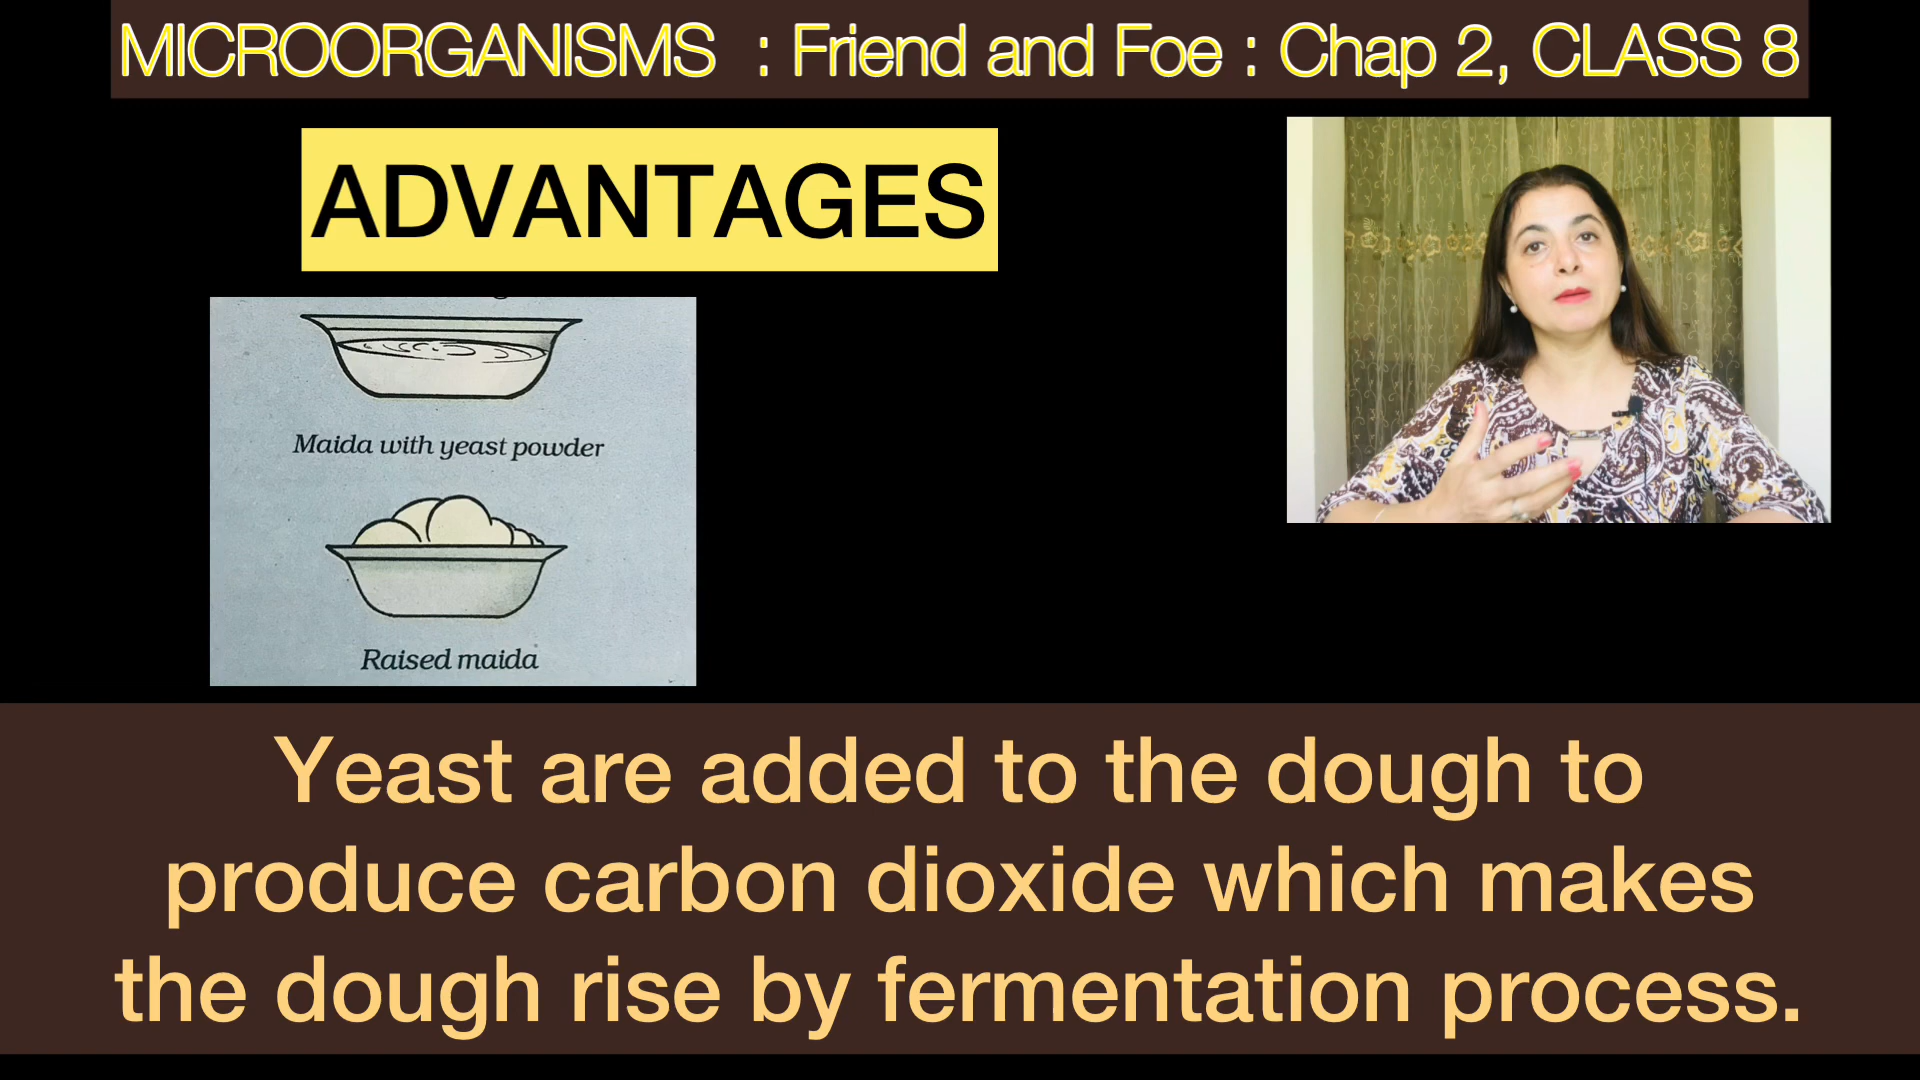 MICROORGANISMS : Friend and Foe : Chap 2, CLASS 8
ADVANTAGES
Maida with yeast powder
Raised maida
Yeast are added to the dough to
produce carbon dioxide which makes
the dough rise by fermentation process.